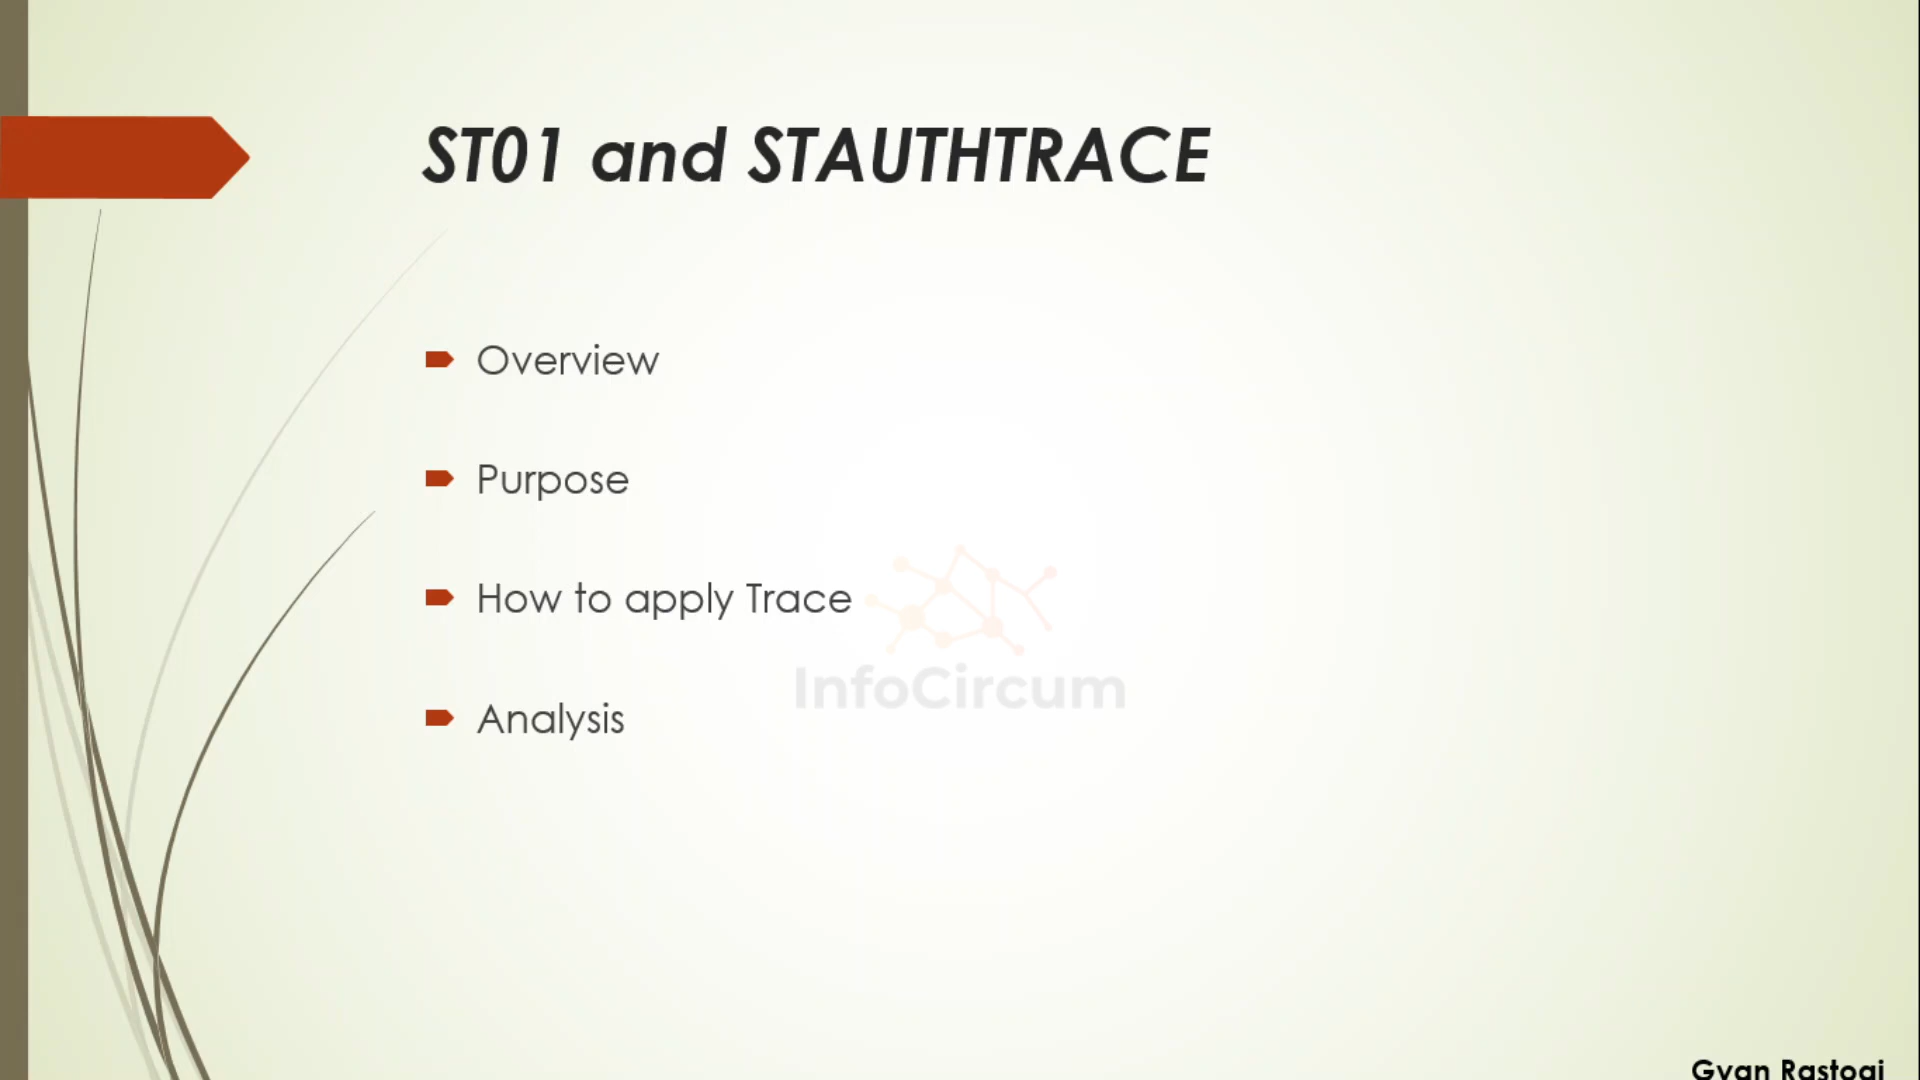 ST01 and STAUTHTRACE
Overview
Purpose
How to apply Trace
Analysis
InfoCircum
Gyan Rastogi